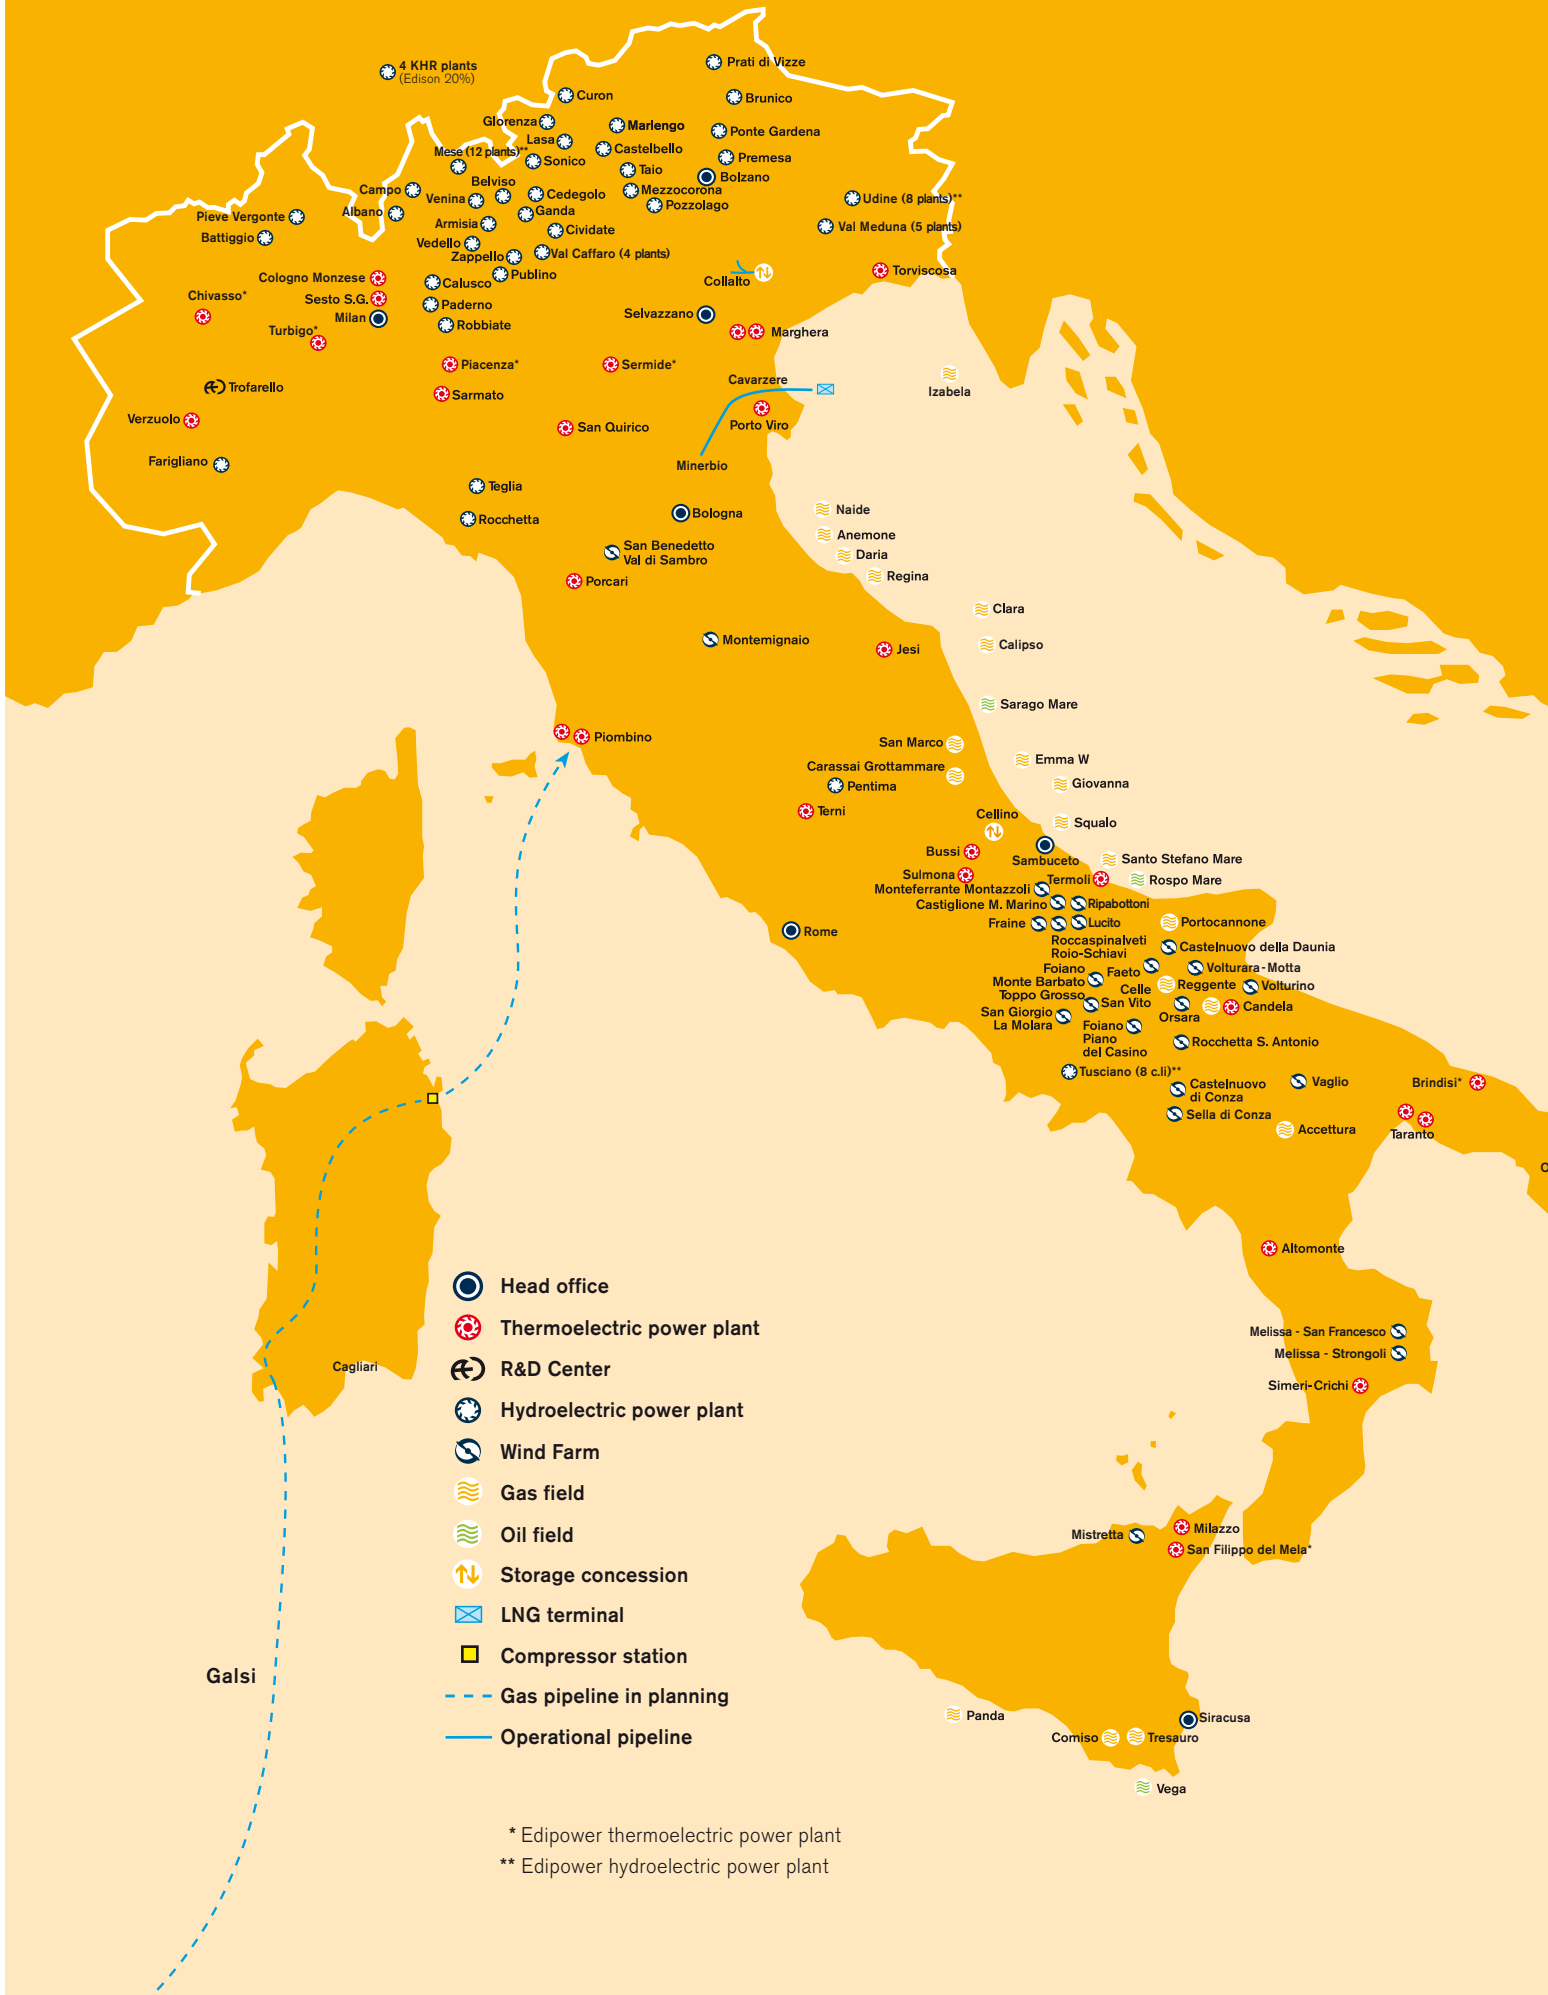 4 KHR plants
(Edison 20%)
Prati di Vizze
Curon
Brunico
Glorenza
Marlengo
Ponte Gardena
Lasa
Castelbello
Mese (12 plants)**
Sonico
Premesa
Taio
Bolzano
Belviso
Campo
Venina
Cedegolo
Mezzocorona
Udine (8 plants)**
Pozzolago
Pieve Vergonte
Albano
Ganda
Armisia
Cividate
Val Meduna (5 plants)
Battiggio
Vedello
Zappello
Val Caffaro (4 plants)
Torviscosa
Publino
Cologno Monzese
Calusco
Collalto
Chivasso*
Sesto S.G.
Paderno
Milan
Robbiate
Selvazzano
Turbigo*
Marghera
Piacenza*
Sermide*
Cavarzere
Trofarello
Sarmato
Izabela
Verzuolo
San Quirico
Porto Viro
Farigliano
Minerbio
Teglia
Naide
Rocchetta
Bologna
Anemone
San Benedetto
Val di Sambro
Daria
Porcari
Regina
Clara
Montemignaio
Jesi
Calipso
Sarago Mare
Piombino
San Marco
Emma W
Carassai Grottammare
Pentima
Giovanna
Terni
Cellino
Squalo
Bussi
Sambuceto
Santo Stefano Mare
Sulmona
Termoli
Rospo Mare
Monteferrante Montazzoli
Castiglione M. Marino
Ripabottoni
Fraine
Lucito
Portocannone
Rome
Roccaspinalveti
Roio-Schiavi
Castelnuovo della Daunia
Foiano
Monte Barbato
Toppo Grosso
Faeto
Volturara-Motta
Celle
Reggente
Volturino
San Vito
Orsara
Candela
San Giorgio
La Molara
Foiano
Piano
del Casino
Rocchetta S. Antonio
Tusciano (8 c.li)**
Castelnuovo
di Conza
Vaglio
Brindisi*
Sella di Conza
Accettura
Taranto
O
Altomonte
Head office
Thermoelectric power plant
Melissa - San Francesco
Melissa - Strongoli
Cagliari
R&D Center
Simeri-Crichi
Hydroelectric power plant
Wind Farm
Gas field
Oil field
Milazzo
Mistretta
San Filippo del Mela*
Storage concession
LNG terminal
Compressor station
Galsi
Gas pipeline in planning
Panda
Siracusa
Operational pipeline
Comiso
Tresauro
Vega
* Edipower thermoelectric power plant
** Edipower hydroelectric power plant